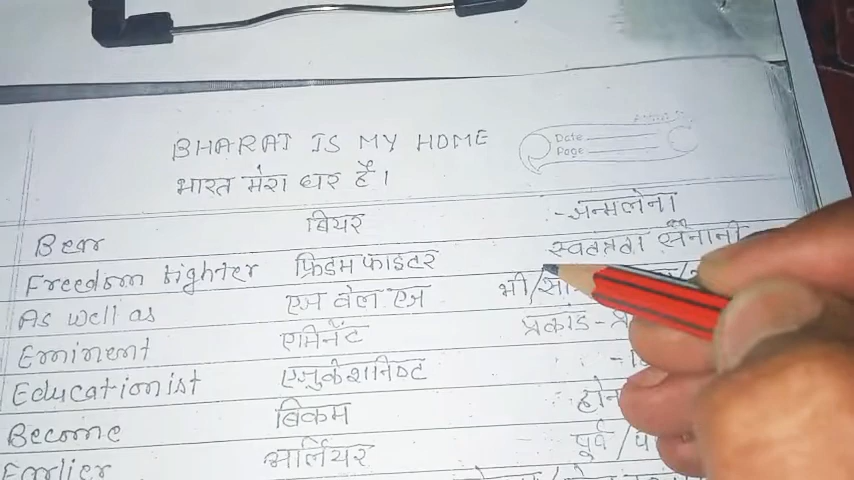 BHARAT IS MY HOME
Date
Page
भारत मेरा घर है।
Bear बियर - जन्मलेना
Freedom fighter फ्रिडम फाइटर स्वतंत्रता सेनानी
As well as एज वेल एज भी/
Eminent एमिनेंट प्रकांड-
Educationist एजुकेशनिष्ट
Become बिकम
Earlier अर्लियर पूर्व/